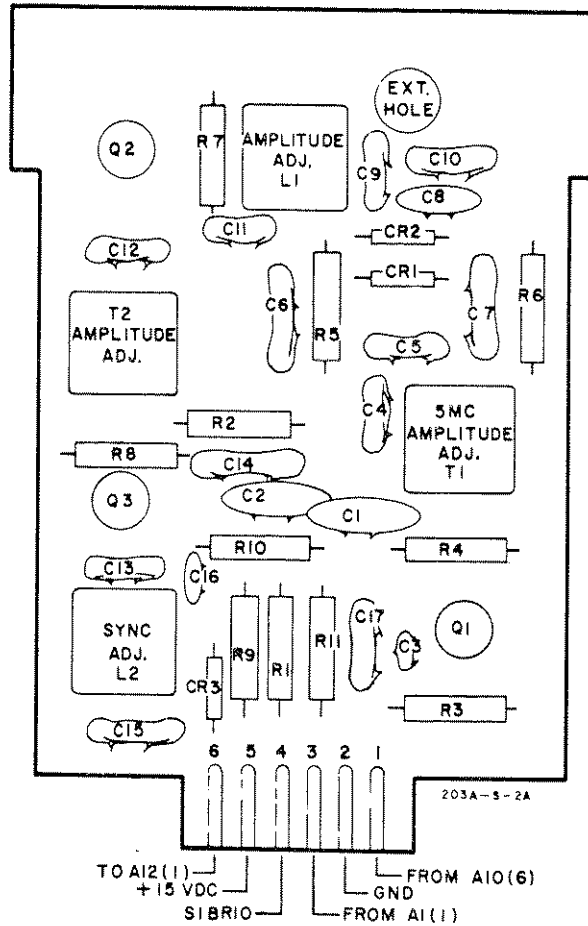 EXT.
HOLE
Q2
R7
AMPLITUDE
ADJ.
L1
C9
C10
C8
C11
CR2
C12
CR1
C6
R5
C7
R6
T2
AMPLITUDE
ADJ.
C5
C4
5MC
AMPLITUDE
ADJ.
T1
R2
R8
C14
Q3
C2
C1
R10
R4
C13
C16
SYNC
ADJ.
L2
R9
R1
R11
C17
C3
Q1
CR3
R3
C15
6 5 4 3 2 1
203A-S-2A
TO A12(1)
+15 VDC
S1BR10
FROM A10(6)
GND
FROM A1(1)